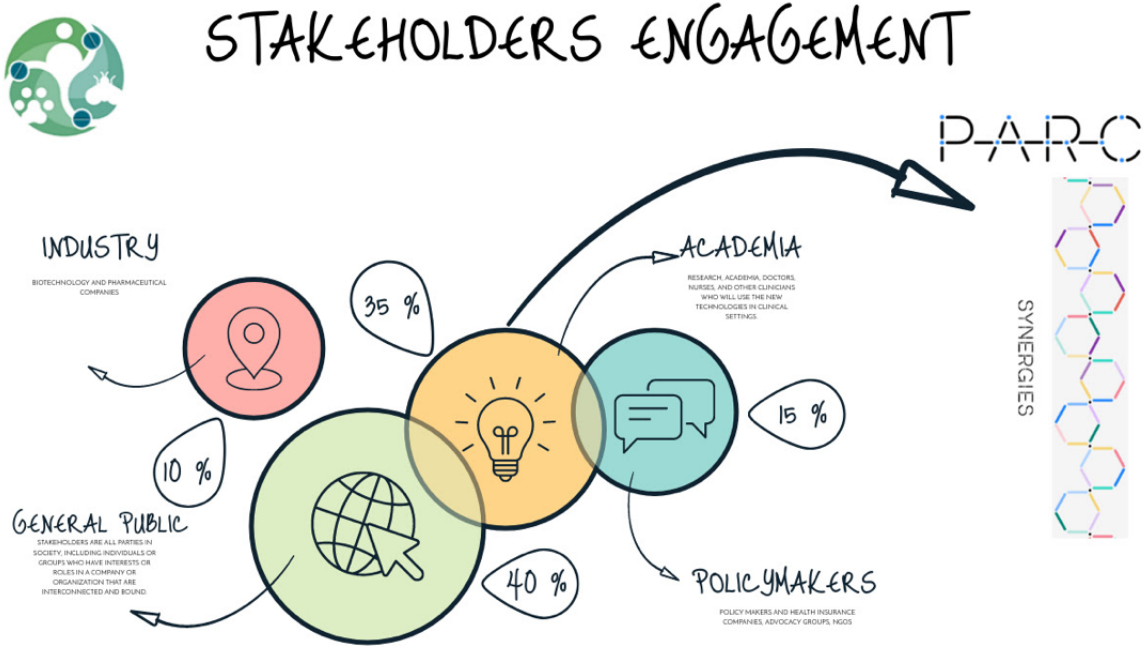 STAKEHOLDERS ENGAGEMENT
PARC
SYNERGIES
INDUSTRY
BIOTECHNOLOGY AND PHARMACEUTICAL
COMPANIES
35 %
ACADEMIA
RESEARCH, ACADEMIA, DOCTORS,
NURSES, AND OTHER CLINICIANS
WHO WILL USE THE NEW
TECHNOLOGIES IN CLINICAL
SETTINGS.
15 %
10 %
GENERAL PUBLIC
STAKEHOLDERS ARE ALL PARTIES IN
SOCIETY, INCLUDING INDIVIDUALS OR
GROUPS WHO HAVE INTERESTS OR
ROLES IN A COMPANY OR
ORGANIZATION THAT ARE
INTERCONNECTED AND BOUND.
40 %
POLICYMAKERS
POLICY MAKERS AND HEALTH INSURANCE
COMPANIES, ADVOCACY GROUPS, NGOS